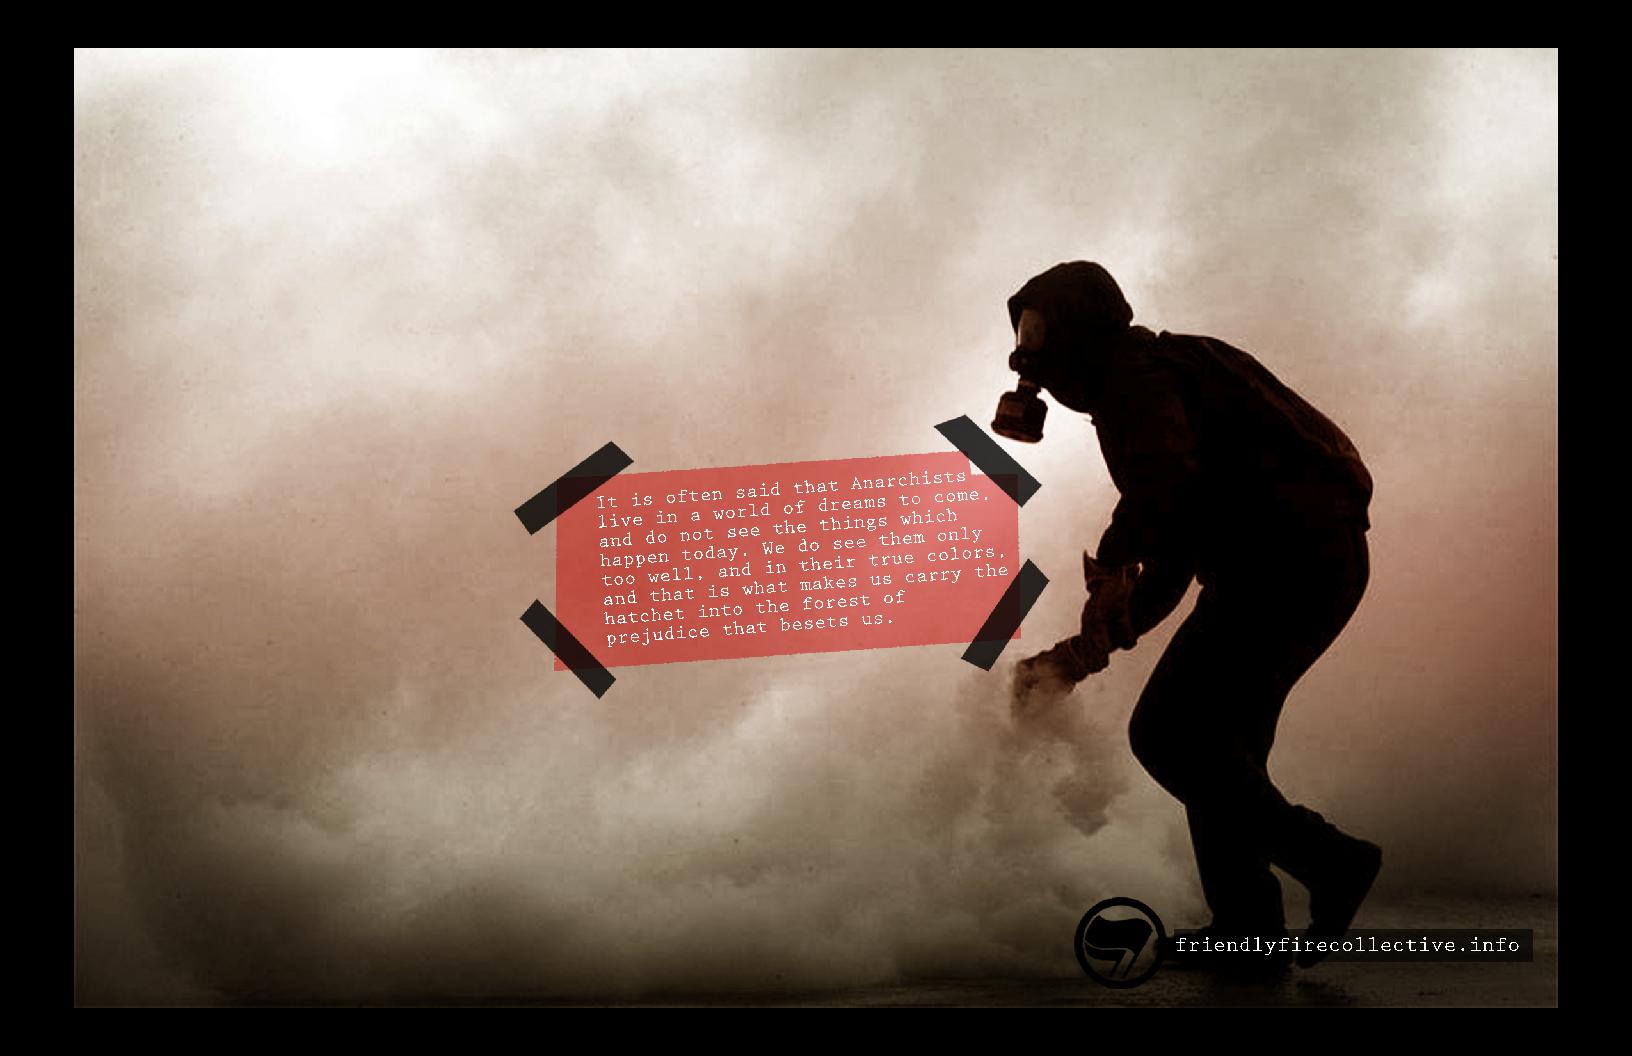 It is often said that Anarchists
live in a world of dreams to come,
and do not see the things which
happen today. We do see them only
too well, and in their true colors,
and that is what makes us carry the
hatchet into the forest of
prejudice that besets us.
friendlyfirecollective.info